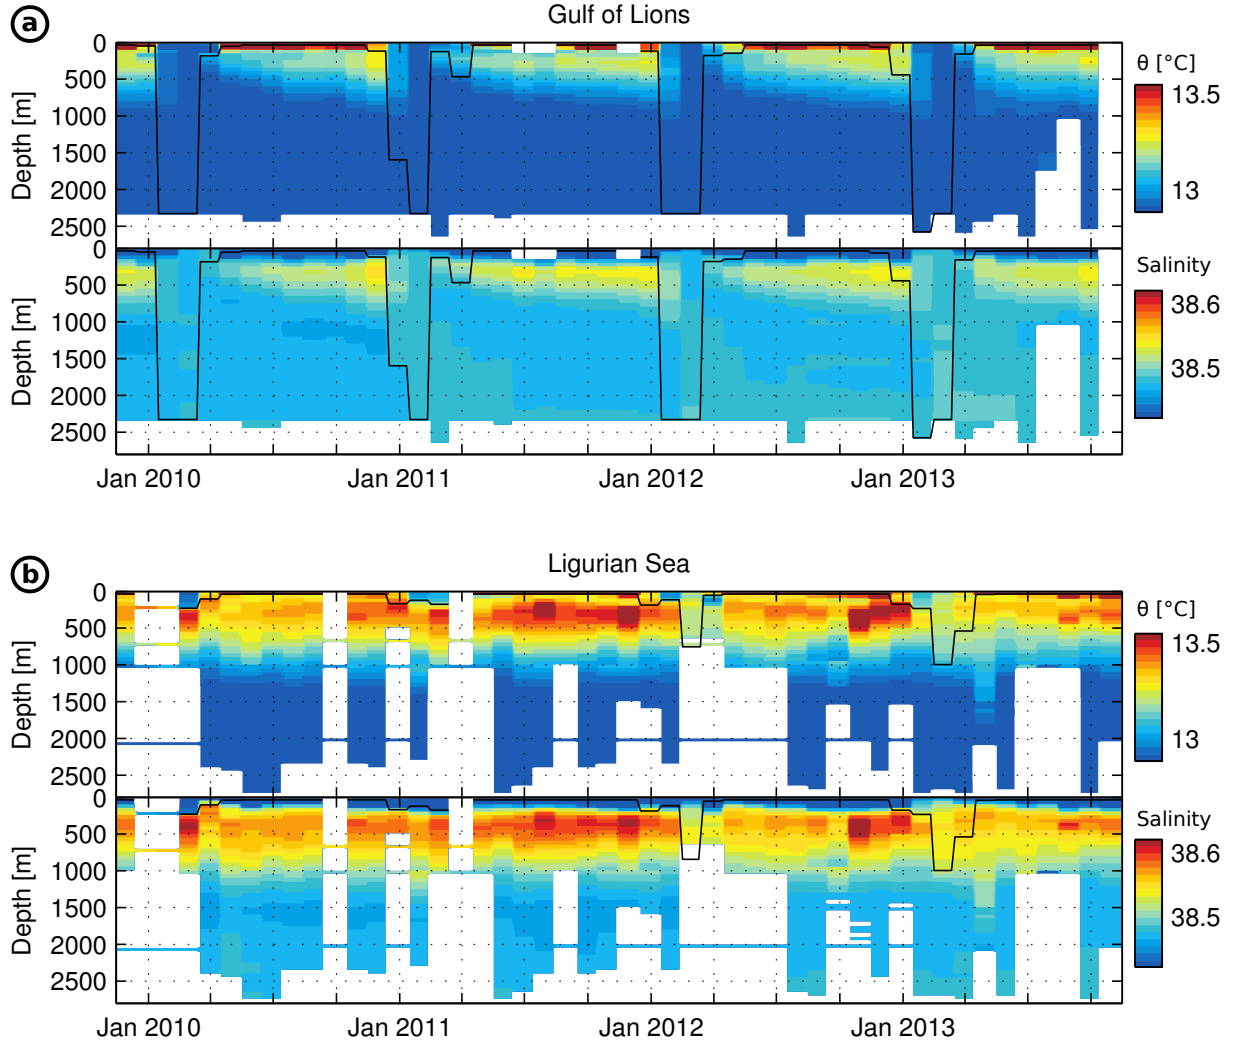 a
Gulf of Lions
0
500
1000
1500
2000
2500
Depth [m]
θ [°C]
13.5
13
0
500
1000
1500
2000
2500
Depth [m]
Salinity
38.6
38.5
Jan 2010 Jan 2011 Jan 2012 Jan 2013
b
Ligurian Sea
0
500
1000
1500
2000
2500
Depth [m]
θ [°C]
13.5
13
0
500
1000
1500
2000
2500
Depth [m]
Salinity
38.6
38.5
Jan 2010 Jan 2011 Jan 2012 Jan 2013